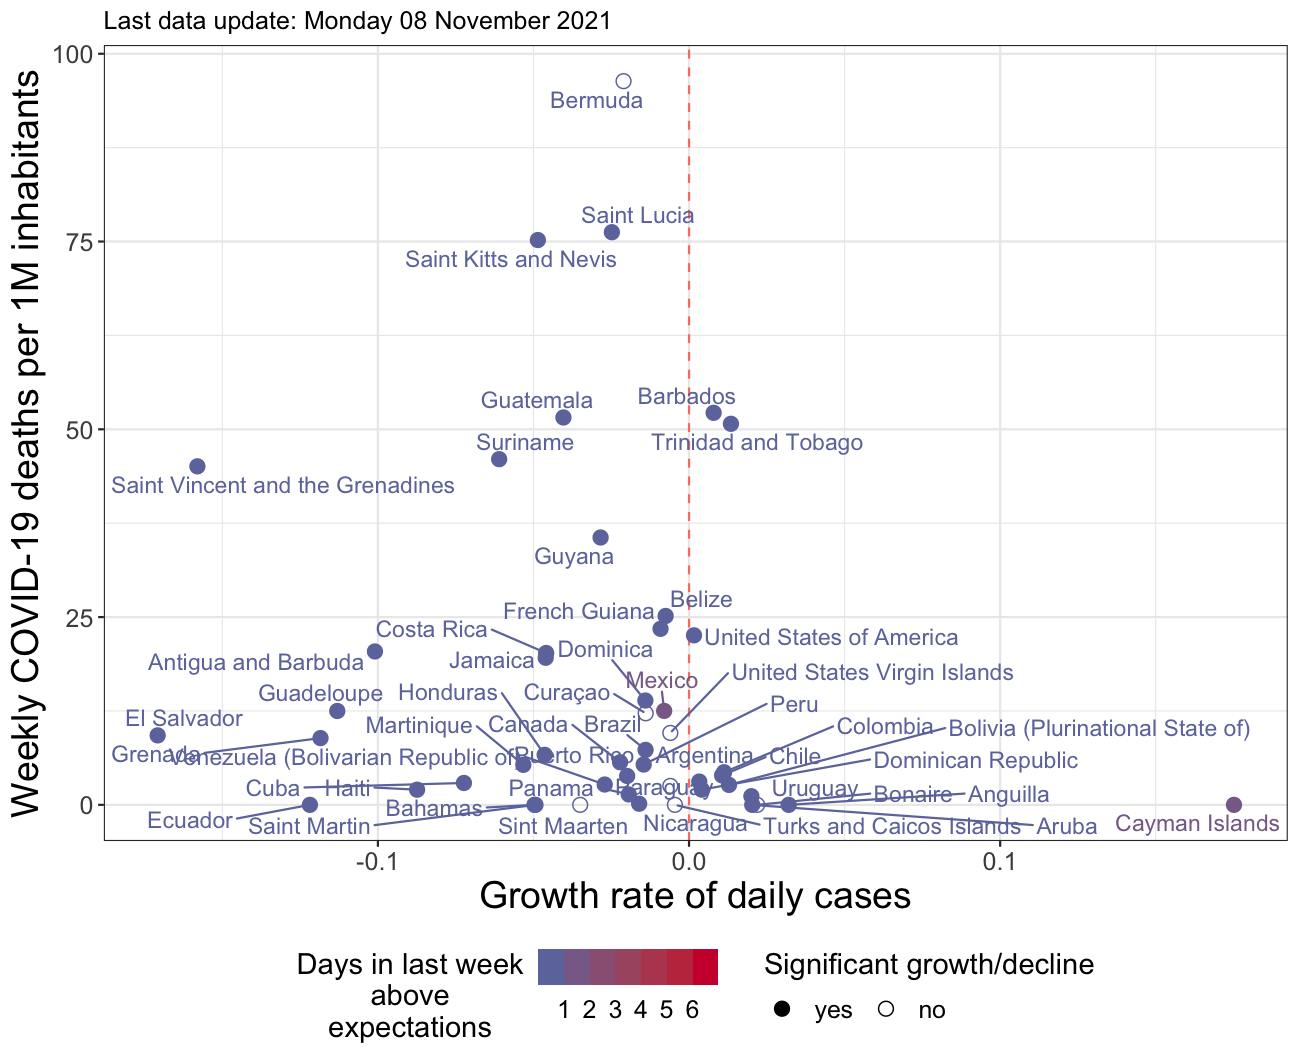 Last data update: Monday 08 November 2021
Weekly COVID-19 deaths per 1M inhabitants
100
75
50
25
0
Bermuda
Saint Lucia
Saint Kitts and Nevis
Guatemala
Barbados
Suriname
Trinidad and Tobago
Saint Vincent and the Grenadines
Guyana
Belize
French Guiana
Costa Rica
United States of America
Dominica
Jamaica
Antigua and Barbuda
United States Virgin Islands
Mexico
Guadeloupe
Honduras
Curaçao
Peru
El Salvador
Martinique
Canada
Brazil
Colombia
Bolivia (Plurinational State of)
Grenada
Venezuela (Bolivarian Republic of)
Puerto Rico
Argentina
Chile
Dominican Republic
Cuba
Haiti
Panama
Paraguay
Uruguay
Bonaire
Anguilla
Bahamas
Ecuador
Saint Martin
Sint Maarten
Nicaragua
Turks and Caicos Islands
Aruba
Cayman Islands
-0.1
0.0
0.1
Growth rate of daily cases
Days in last week
above
expectations
1 2 3 4 5 6
Significant growth/decline
yes
no